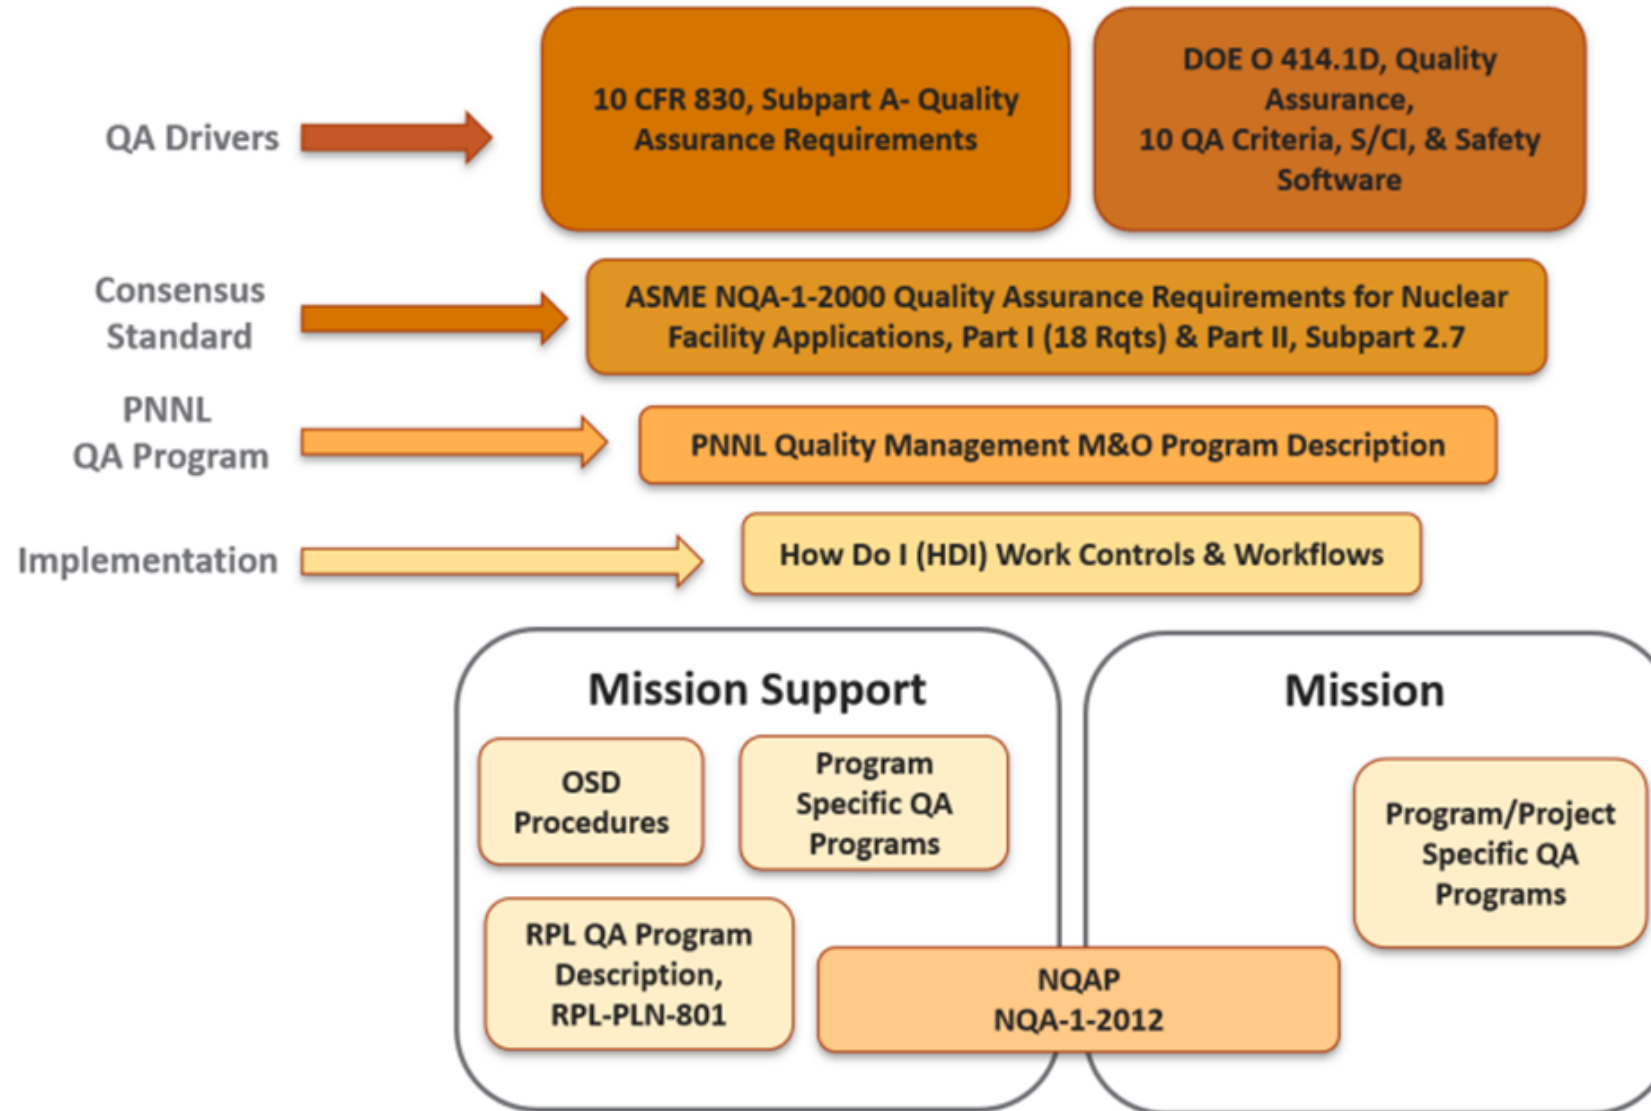 QA Drivers
10 CFR 830, Subpart A- Quality
Assurance Requirements
DOE O 414.1D, Quality
Assurance,
10 QA Criteria, S/CI, & Safety
Software
Consensus
Standard
ASME NQA-1-2000 Quality Assurance Requirements for Nuclear
Facility Applications, Part I (18 Rqts) & Part II, Subpart 2.7
PNNL
QA Program
PNNL Quality Management M&O Program Description
Implementation
How Do I (HDI) Work Controls & Workflows
Mission Support
OSD
Procedures
Program
Specific QA
Programs
RPL QA Program
Description,
RPL-PLN-801
NQAP
NQA-1-2012
Mission
Program/Project
Specific QA
Programs